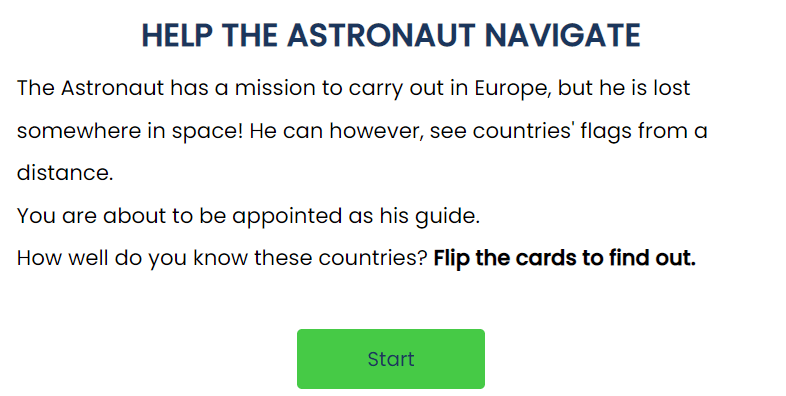 HELP THE ASTRONAUT NAVIGATE
The Astronaut has a mission to carry out in Europe, but he is lost
somewhere in space! He can however, see countries' flags from a
distance.
You are about to be appointed as his guide.
How well do you know these countries? Flip the cards to find out.
Start